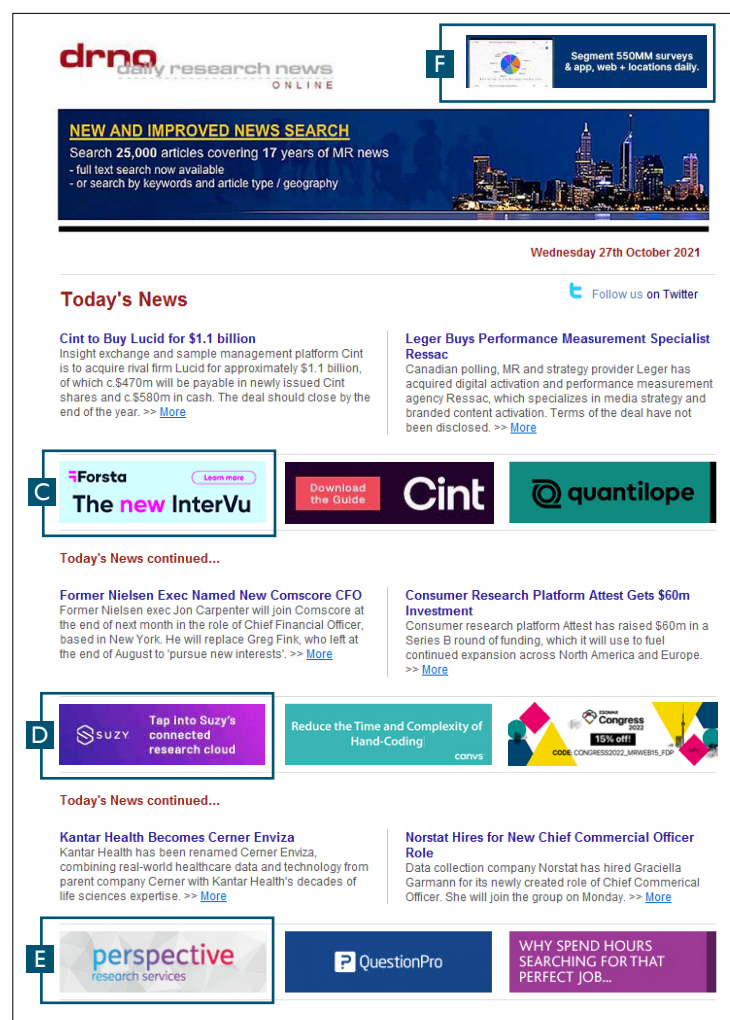 drno
daily research news
ONLINE
F
Segment 550MM surveys
& app, web + locations daily.
NEW AND IMPROVED NEWS SEARCH
Search 25,000 articles covering 17 years of MR news
- full text search now available
- or search by keywords and article type / geography
Wednesday 27th October 2021
Today's News
Follow us on Twitter
Cint to Buy Lucid for $1.1 billion
Insight exchange and sample management platform Cint
is to acquire rival firm Lucid for approximately $1.1 billion,
of which c.$470m will be payable in newly issued Cint
shares and c.$580m in cash. The deal should close by the
end of the year. >> More
Leger Buys Performance Measurement Specialist
Ressac
Canadian polling, MR and strategy provider Leger has
acquired digital activation and performance measurement
agency Ressac, which specializes in media strategy and
branded content activation. Terms of the deal have not
been disclosed. >> More
C
Forsta
Learn more
The new InterVu
Download
the Guide
Cint
quantilope
Today's News continued...
Former Nielsen Exec Named New Comscore CFO
Former Nielsen exec Jon Carpenter will join Comscore at
the end of next month in the role of Chief Financial Officer,
based in New York. He will replace Greg Fink, who left at
the end of August to 'pursue new interests'. >> More
Consumer Research Platform Attest Gets $60m
Investment
Consumer research platform Attest has raised $60m in a
Series B round of funding, which it will use to fuel
continued expansion across North America and Europe.
>> More
D
SUZY
Tap into Suzy's
connected
research cloud
Reduce the Time and Complexity of
Hand-Coding
canvs
ESOMAR
Congress
2022
15% off!
CODE: CONGRESS2022_MRWEB15_FDP
Today's News continued...
Kantar Health Becomes Cerner Enviza
Kantar Health has been renamed Cerner Enviza,
combining real-world healthcare data and technology from
parent company Cerner with Kantar Health's decades of
life sciences expertise. >> More
Norstat Hires for New Chief Commercial Officer
Role
Data collection company Norstat has hired Graciella
Garmann for its newly created role of Chief Commerical
Officer. She will join the group on Monday. >> More
E
perspective
research services
QuestionPro
WHY SPEND HOURS
SEARCHING FOR THAT
PERFECT JOB...